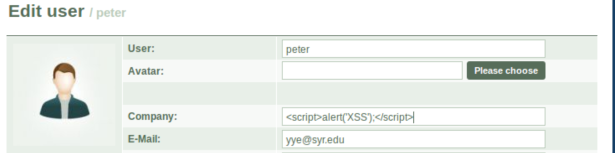 Edit user / peter
User: peter
Avatar: Please choose
Company: <script>alert('XSS');</script>
E-Mail: yye@syr.edu